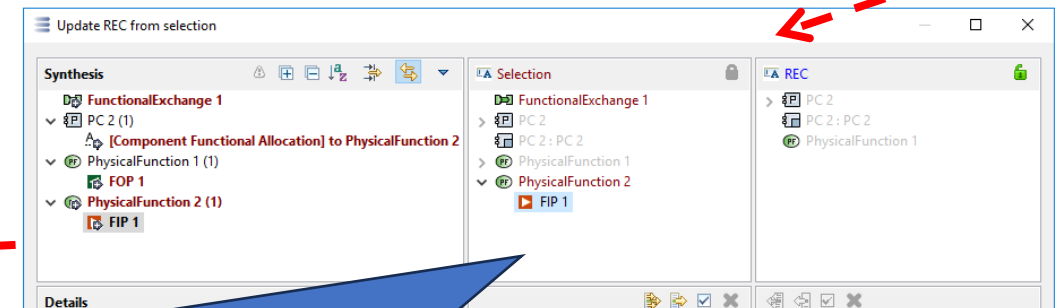 Update REC from selection
Synthesis
FunctionalExchange 1
PC 2 (1)
[Component Functional Allocation] to PhysicalFunction 2
PhysicalFunction 1 (1)
FOP 1
PhysicalFunction 2 (1)
FIP 1
Selection
FunctionalExchange 1
PC 2
PC 2 : PC 2
PhysicalFunction 1
PhysicalFunction 2
FIP 1
REC
PC 2
PC 2 : PC 2
PhysicalFunction 1
Details